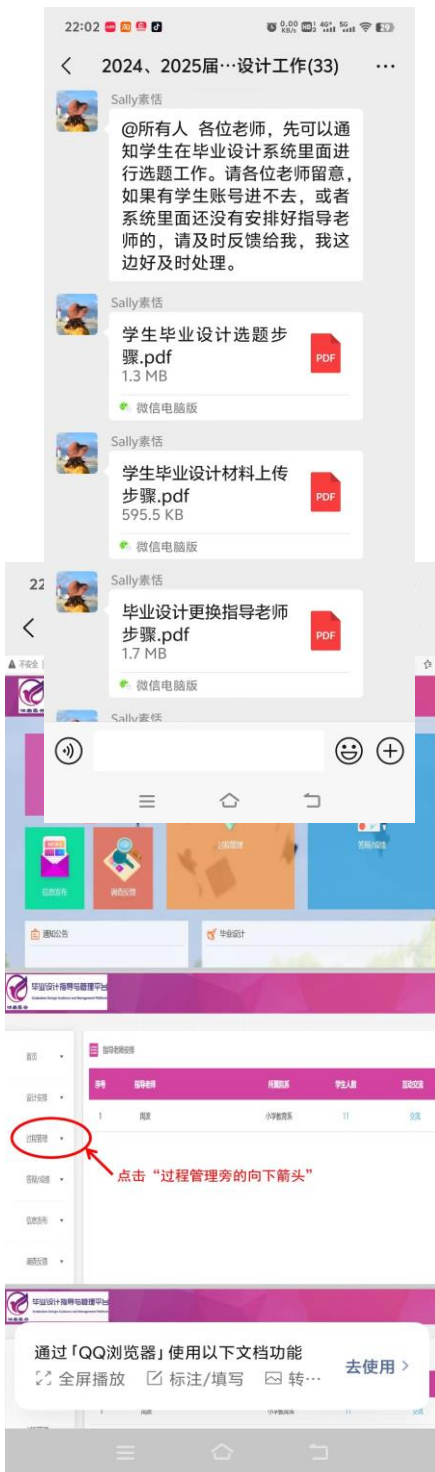 22:02
0.00
KB/s
HD
4G+
5G
27
2024、2025届…设计工作(33)
Sally素恬
@所有人 各位老师，先可以通
知学生在毕业设计系统里面进
行选题工作。请各位老师留意，
如果有学生账号进不去，或者
系统里面还没有安排好指导老
师的，请及时反馈给我，我这
边好及时处理。
Sally素恬
学生毕业设计选题步
骤.pdf
1.3 MB
PDF
微信电脑版
Sally素恬
学生毕业设计材料上传
步骤.pdf
595.5 KB
PDF
微信电脑版
Sally素恬
毕业设计更换指导老师
步骤.pdf
1.7 MB
PDF
微信电脑版
Sally素恬
22
不安全
信息发布
调查反馈
过程管理
答辩/成绩
通知公告
毕业设计
毕业设计指导与管理平台
首页
指导老师安排
序号
指导老师
所属院系
学生人数
互动交流
设计安排
1
周波
小学教育系
11
交流
过程管理
点击“过程管理旁的向下箭头”
答辩/成绩
信息发布
调查反馈
毕业设计指导与管理平台
通过「QQ浏览器」使用以下文档功能
全屏播放
标注/填写
转…
去使用